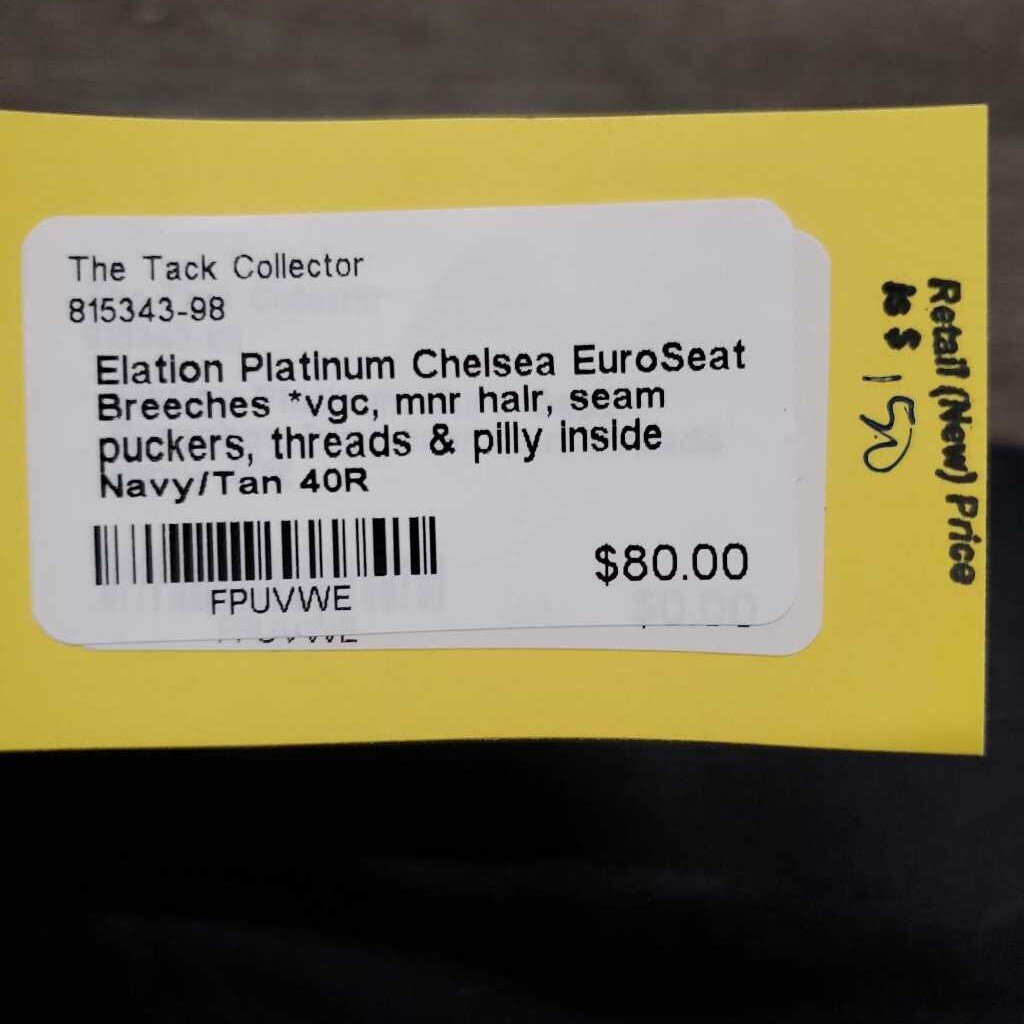 The Tack Collector
815343-98
Elation Platinum Chelsea EuroSeat
Breeches *vgc, mnr hair, seam
puckers, threads & pilly inside
Navy/Tan 40R
$80.00
FPUVWE
Retail (New) Price
is $
150